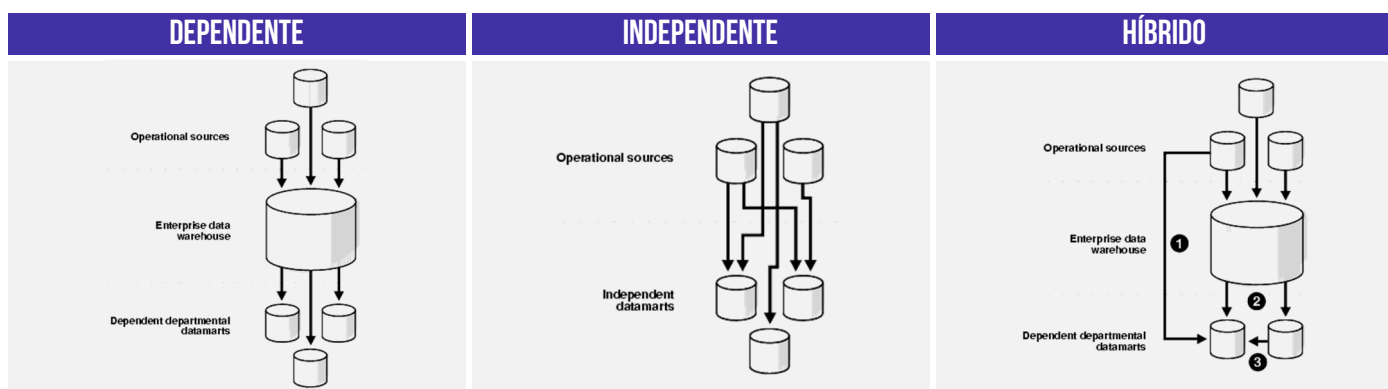 DEPENDENTE
Operational sources
Enterprise data
warehouse
Dependent departmental
datamarts
INDEPENDENTE
Operational sources
Independent
datamarts
HÍBRIDO
Operational sources
Enterprise data
warehouse
Dependent departmental
datamarts
1
2
3